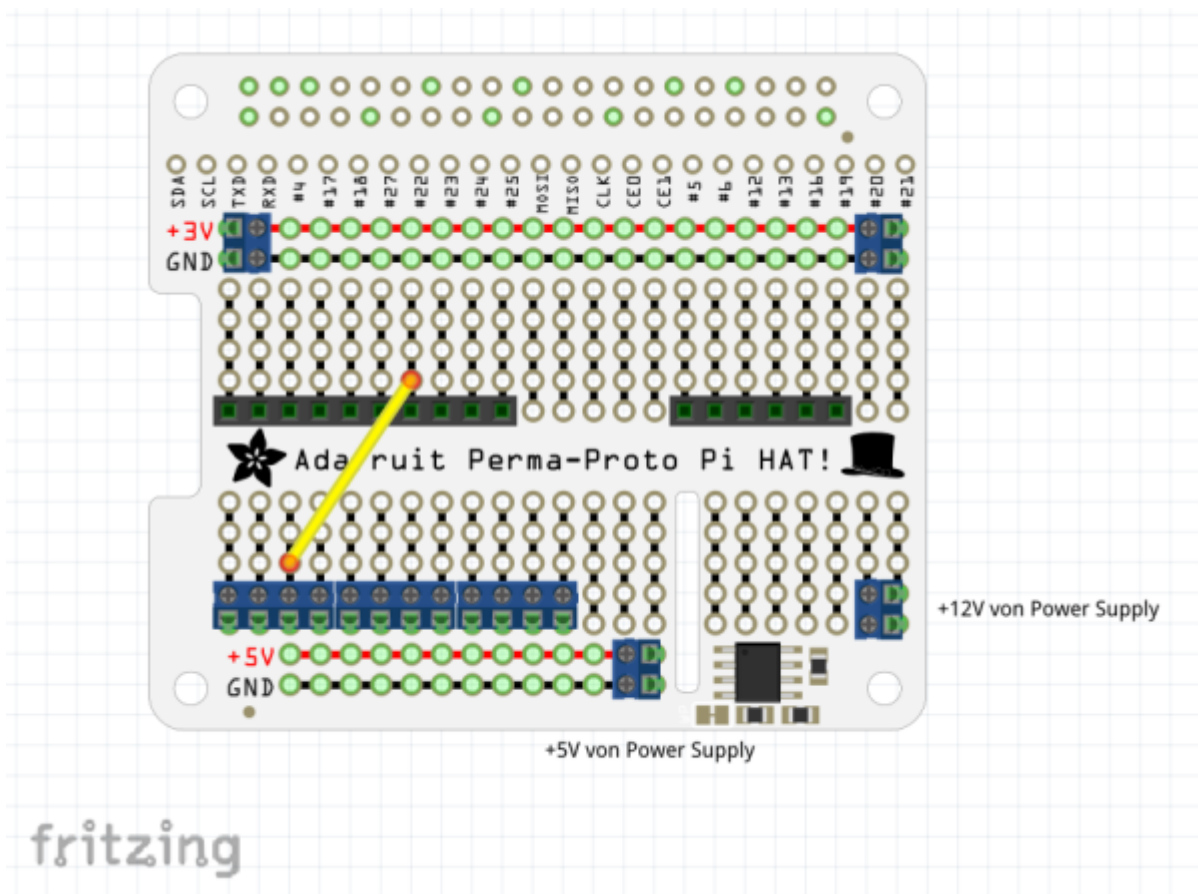 SDA
SCL
TXD
RXD
#4
#17
#18
#27
#22
#23
#24
#25
MOSI
MISO
CLK
CE0
CE1
#5
#6
#12
#13
#16
#19
#20
#21
+3V
GND
Adafruit Perma-Proto Pi HAT!
+12V von Power Supply
+5V
GND
+5V von Power Supply
fritzing